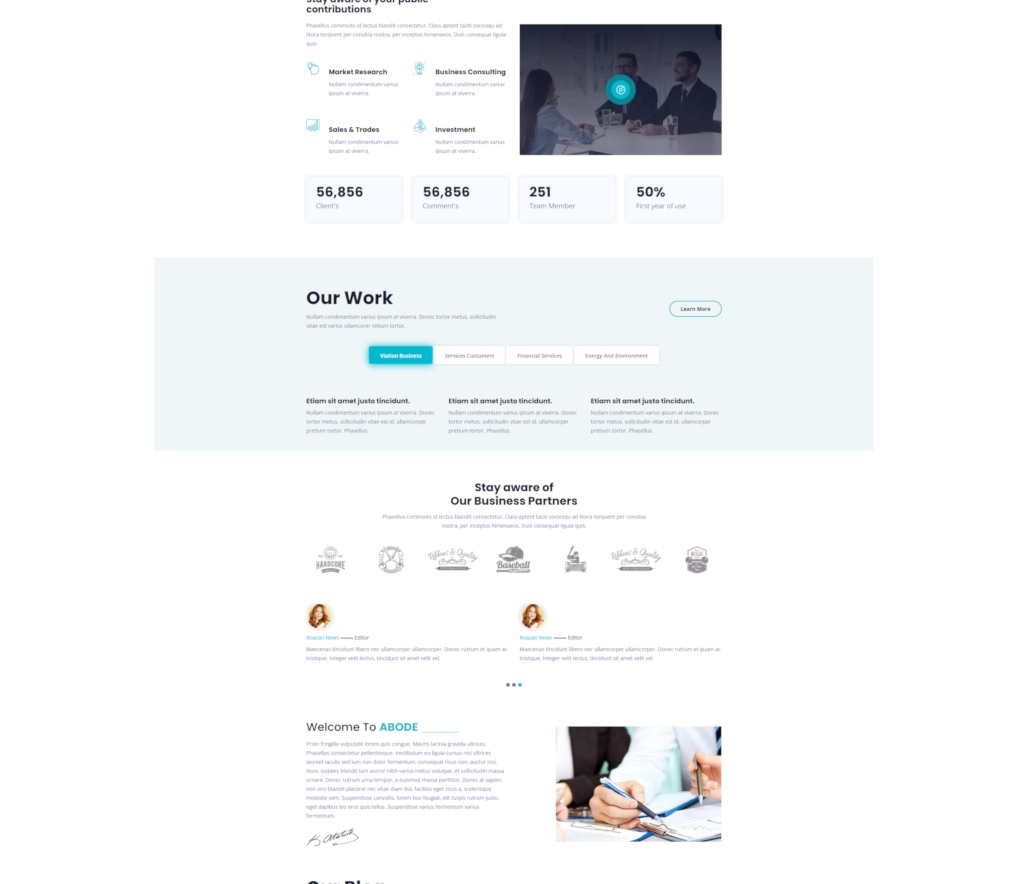 Stay aware of your public
contributions
Phasellus commodo id lectus blandit consectetur. Class aptent taciti sociosqu ad
litora torquent per conubia nostra, per inceptos himenaeos. Duis consequat ligula
quis.
Market Research
Nullam condimentum varius
ipsum at viverra.
Business Consulting
Nullam condimentum varius
ipsum at viverra.
Sales & Trades
Nullam condimentum varius
ipsum at viverra.
Investment
Nullam condimentum varius
ipsum at viverra.
56,856
Client's
56,856
Comment's
251
Team Member
50%
First year of use
Our Work
Nullam condimentum varius ipsum at viverra. Donec tortor metus, sollicitudin
vitae est varius ullamcorin retium tortor.
Learn More
Viation Business
Services Custumers
Financial Services
Energy And Environment
Etiam sit amet justo tincidunt.
Nullam condimentum varius ipsum at viverra. Donec
tortor metus, sollicitudin vitae est id, ullamcorper
pretium tortor. Phasellus.
Etiam sit amet justo tincidunt.
Nullam condimentum varius ipsum at viverra. Donec
tortor metus, sollicitudin vitae est id, ullamcorper
pretium tortor. Phasellus.
Etiam sit amet justo tincidunt.
Nullam condimentum varius ipsum at viverra. Donec
tortor metus, sollicitudin vitae est id, ullamcorper
pretium tortor. Phasellus.
Stay aware of
Our Business Partners
Phasellus commodo id lectus blandit consectetur. Class aptent taciti sociosqu ad litora torquent per conubia
nostra, per inceptos himenaeos. Duis consequat ligula quis.
HARDCORE
Ribbons & Quality
Baseball
Ribbons & Quality
Roazan News —— Editor
Maecenas tincidunt libero nec ullamcorper ullamcorper. Donec rutrum et quam ac
tristique. Integer velit lectus, tincidunt sit amet velit vel.
Roazan News —— Editor
Maecenas tincidunt libero nec ullamcorper ullamcorper. Donec rutrum et quam ac
tristique. Integer velit lectus, tincidunt sit amet velit vel.
Welcome To ABODE
Proin fringilla vulputate lorem quis congue. Mauris lacinia gravida ultrices.
Phasellus consectetur pellentesque. Vestibulum eu ligula cursus nisi ultrices
laoreet iaculis sed lum non dolor fermentum, consequat risus non, auctor nisi.
Nunc sodales blandit lum auctor nibh varius metus volutpat, et sollicitudin massa
ornare. Donec rutrum urna tempor, a euismod massa porttitor. Donec at sapien
non orci blandit placerat nec vitae diam dui, facilisis eget risus a, scelerisque
molestie sem. Suspendisse convallis, lorem bus feugiat, elit turpis rutrum justo,
eget dapibus leo eros quis tellus. Suspendisse varius fermentum varius
fermentum.
Our Blog